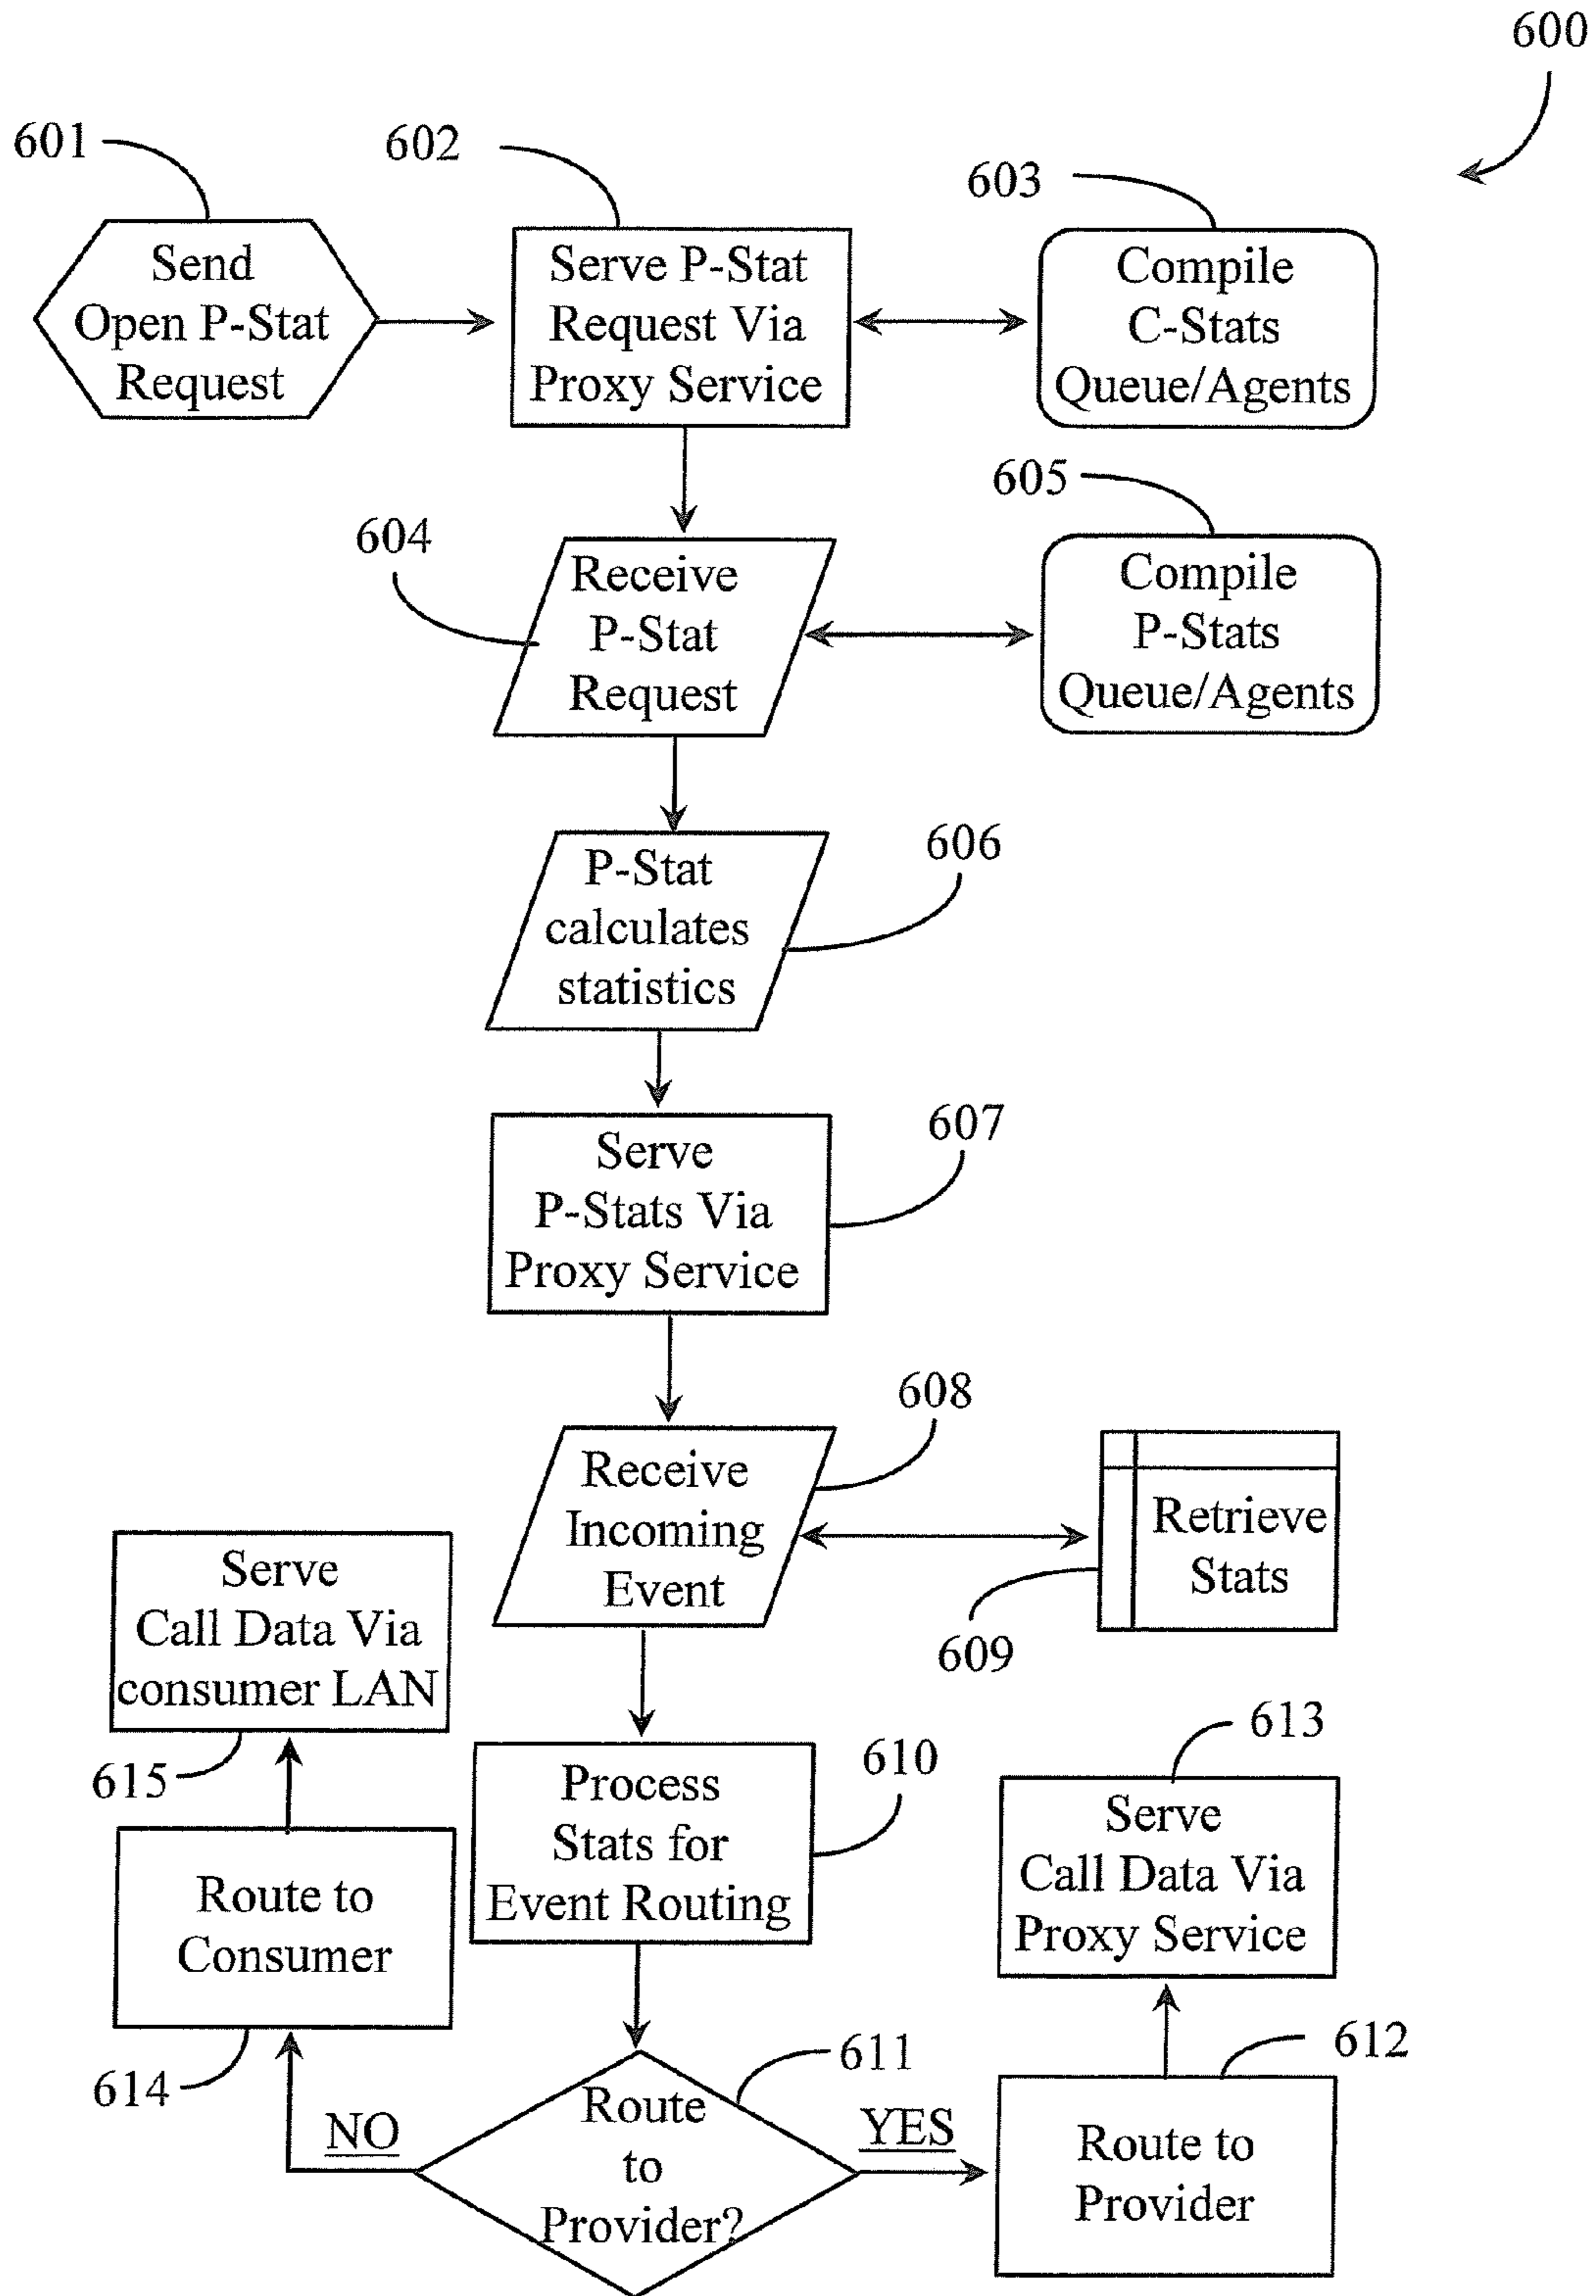 600
601
602
603
Send
Open P-Stat
Request
Serve P-Stat
Request Via
Proxy Service
Compile
C-Stats
Queue/Agents
604
605
Receive
P-Stat
Request
Compile
P-Stats
Queue/Agents
606
P-Stat
calculates
statistics
607
Serve
P-Stats Via
Proxy Service
608
Receive
Incoming
Event
Retrieve
Stats
609
Serve
Call Data Via
consumer LAN
615
610
Process
Stats for
Event Routing
613
Serve
Call Data Via
Proxy Service
Route to
Consumer
614
611
612
Route
to
Provider?
NO
YES
Route to
Provider